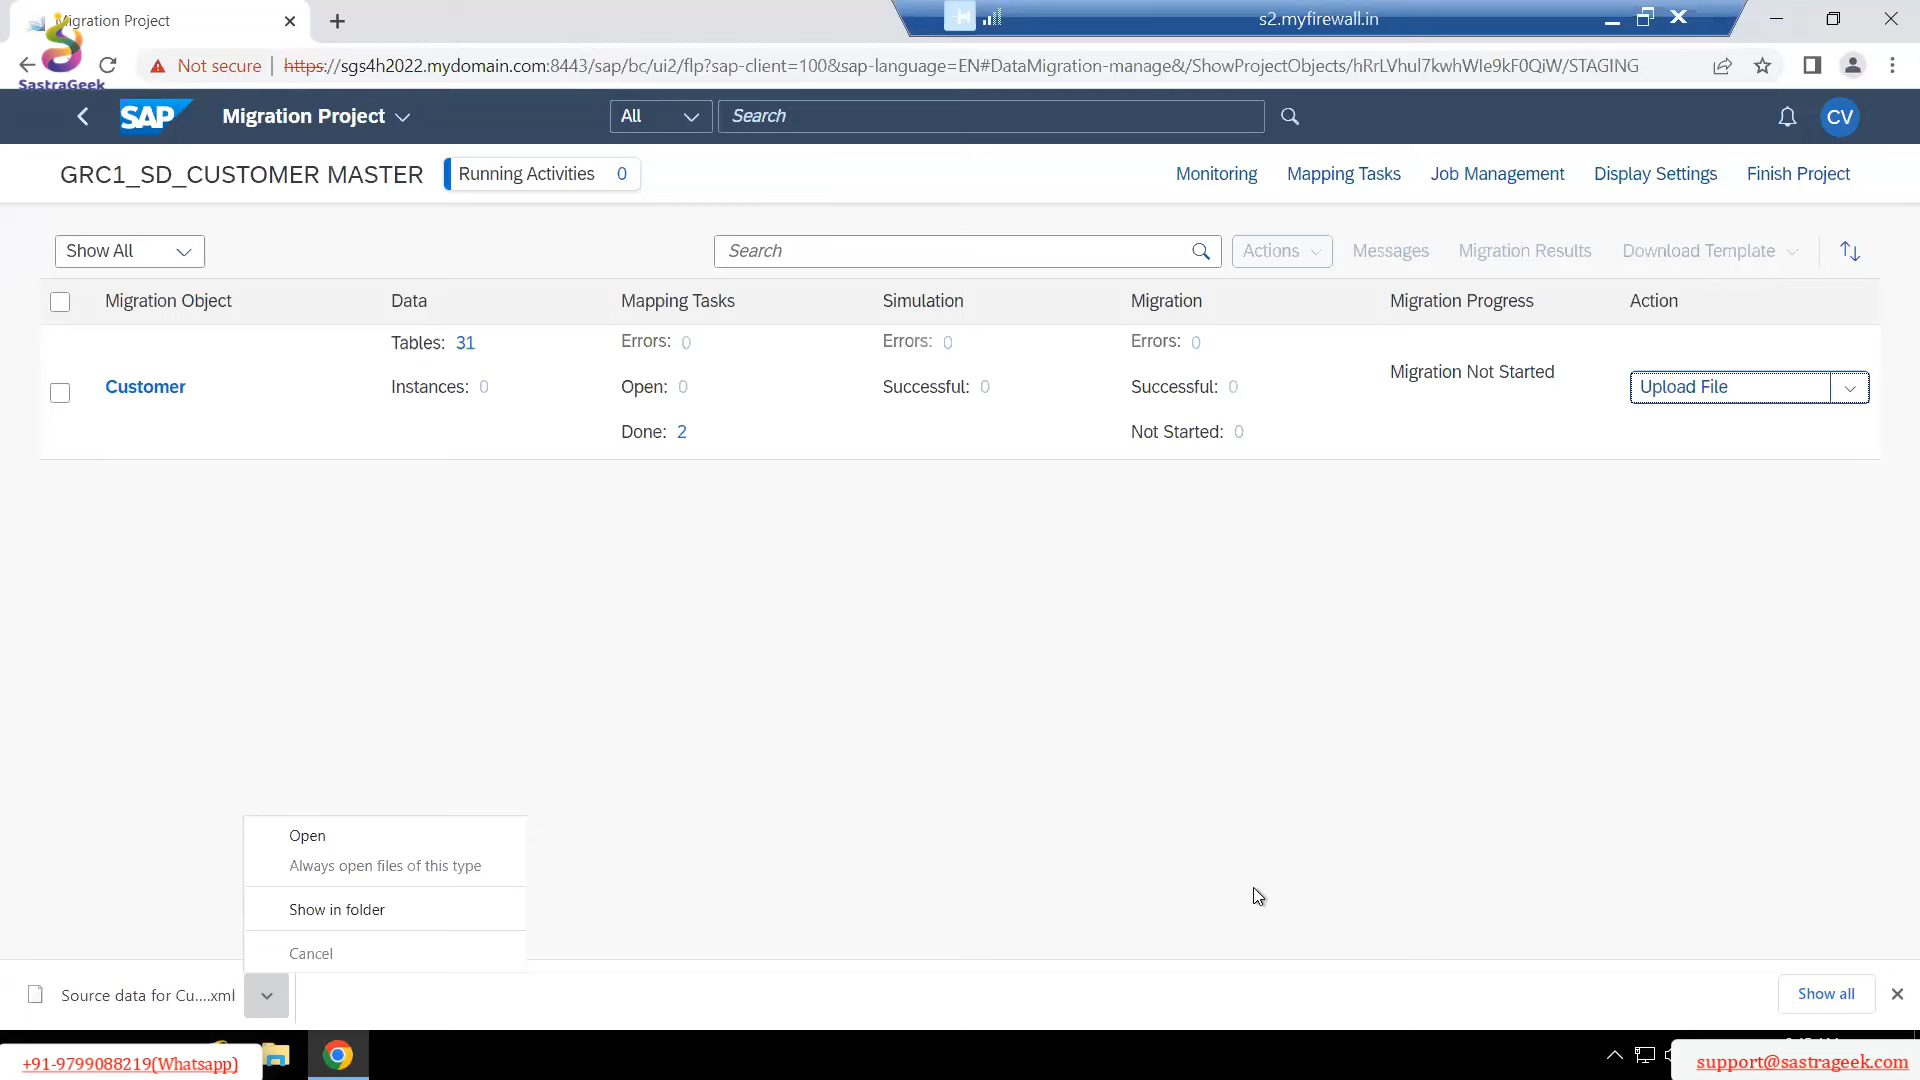 Migration Project
s2.myfirewall.in
SastraGeek
Not secure
https://sgs4h2022.mydomain.com:8443/sap/bc/ui2/flp?sap-client=100&sap-language=EN#DataMigration-manage&/ShowProjectObjects/hRrLVhul7kwhWIe9kF0QiW/STAGING
SAP
Migration Project
All
Search
CV
GRC1_SD_CUSTOMER MASTER
Running Activities 0
Monitoring
Mapping Tasks
Job Management
Display Settings
Finish Project
Show All
Search
Actions
Messages
Migration Results
Download Template
Migration Object Data Mapping Tasks Simulation Migration Migration Progress Action
Tables: 31 Errors: 0 Errors: 0 Errors: 0
Migration Not Started
Customer Instances: 0 Open: 0 Successful: 0 Successful: 0 Upload File
Done: 2 Not Started: 0
Open
Always open files of this type
Show in folder
Cancel
Source data for Cu....xml
Show all
+91-9799088219(Whatsapp)
support@sastrageek.com